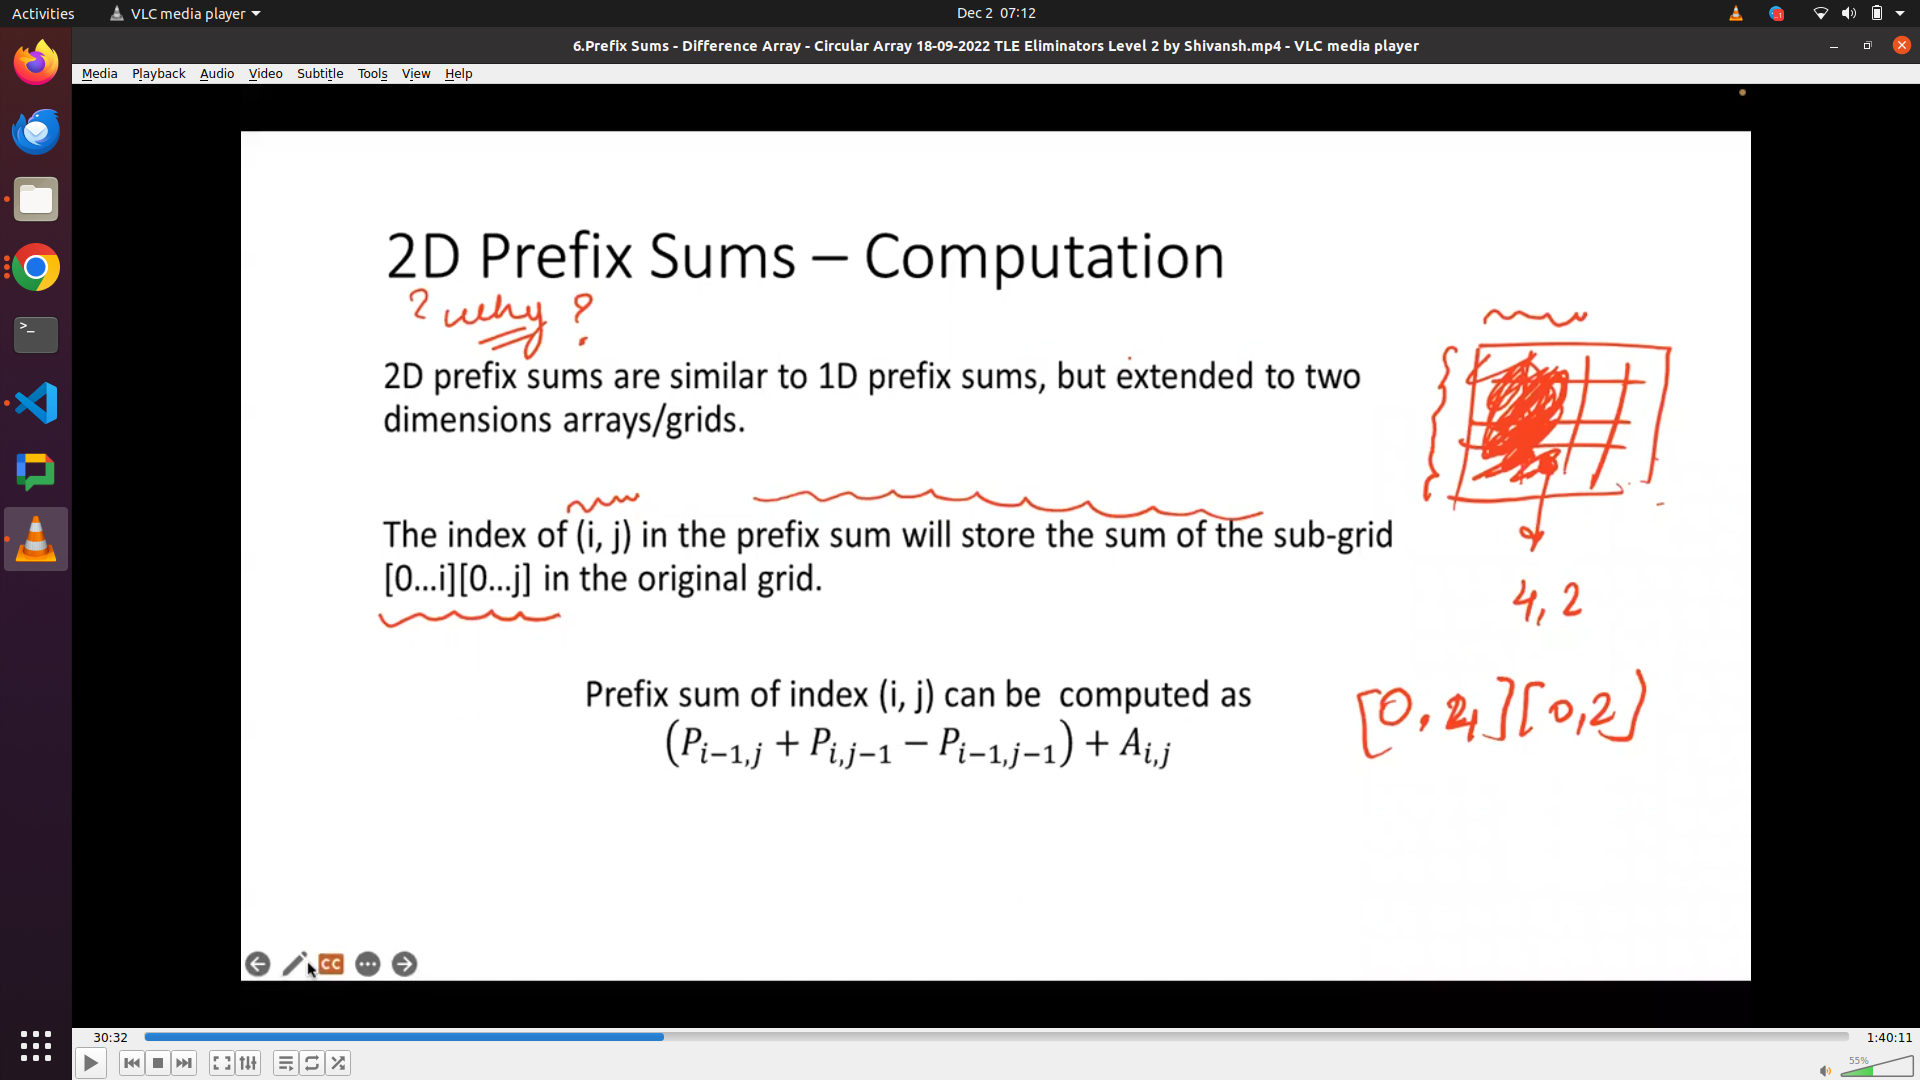 Activities
VLC media player
Dec 2 07:12
6.Prefix Sums - Difference Array - Circular Array 18-09-2022 TLE Eliminators Level 2 by Shivansh.mp4 - VLC media player
Media Playback Audio Video Subtitle Tools View Help
2D Prefix Sums – Computation
? why ?
2D prefix sums are similar to 1D prefix sums, but extended to two
dimensions arrays/grids.
The index of (i, j) in the prefix sum will store the sum of the sub-grid
[0...i][0...j] in the original grid.
4, 2
Prefix sum of index (i, j) can be computed as
(P_{i−1,j} + P_{i,j−1} − P_{i−1,j−1}) + A_{i,j}
[0, 4][0,2]
CC
30:32
1:40:11
55%